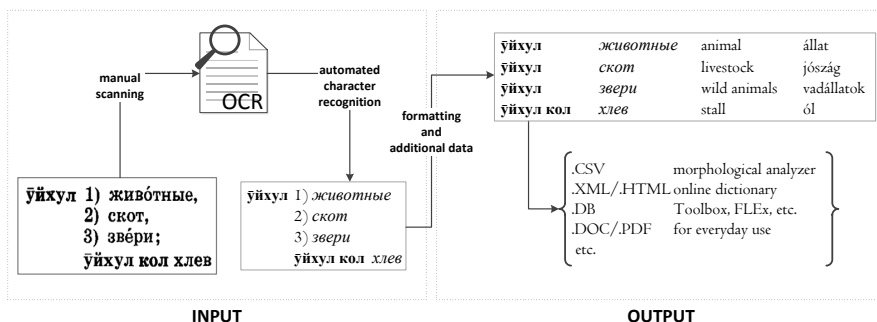 manual
scanning
OCR
automated
character
recognition
ӯйхул 1) живо́тные,
2) скот,
3) зве́ри;
ӯйхул кол хлев
ӯйхул 1) животные
2) скот
3) звери
ӯйхул кол хлев
formatting
and
additional data
ӯйхул животные animal állat
ӯйхул скот livestock jószág
ӯйхул звери wild animals vadállatok
ӯйхул кол хлев stall ól
.CSV morphological analyzer
.XML/.HTML online dictionary
.DB Toolbox, FLEx, etc.
.DOC/.PDF for everyday use
etc.
INPUT
OUTPUT